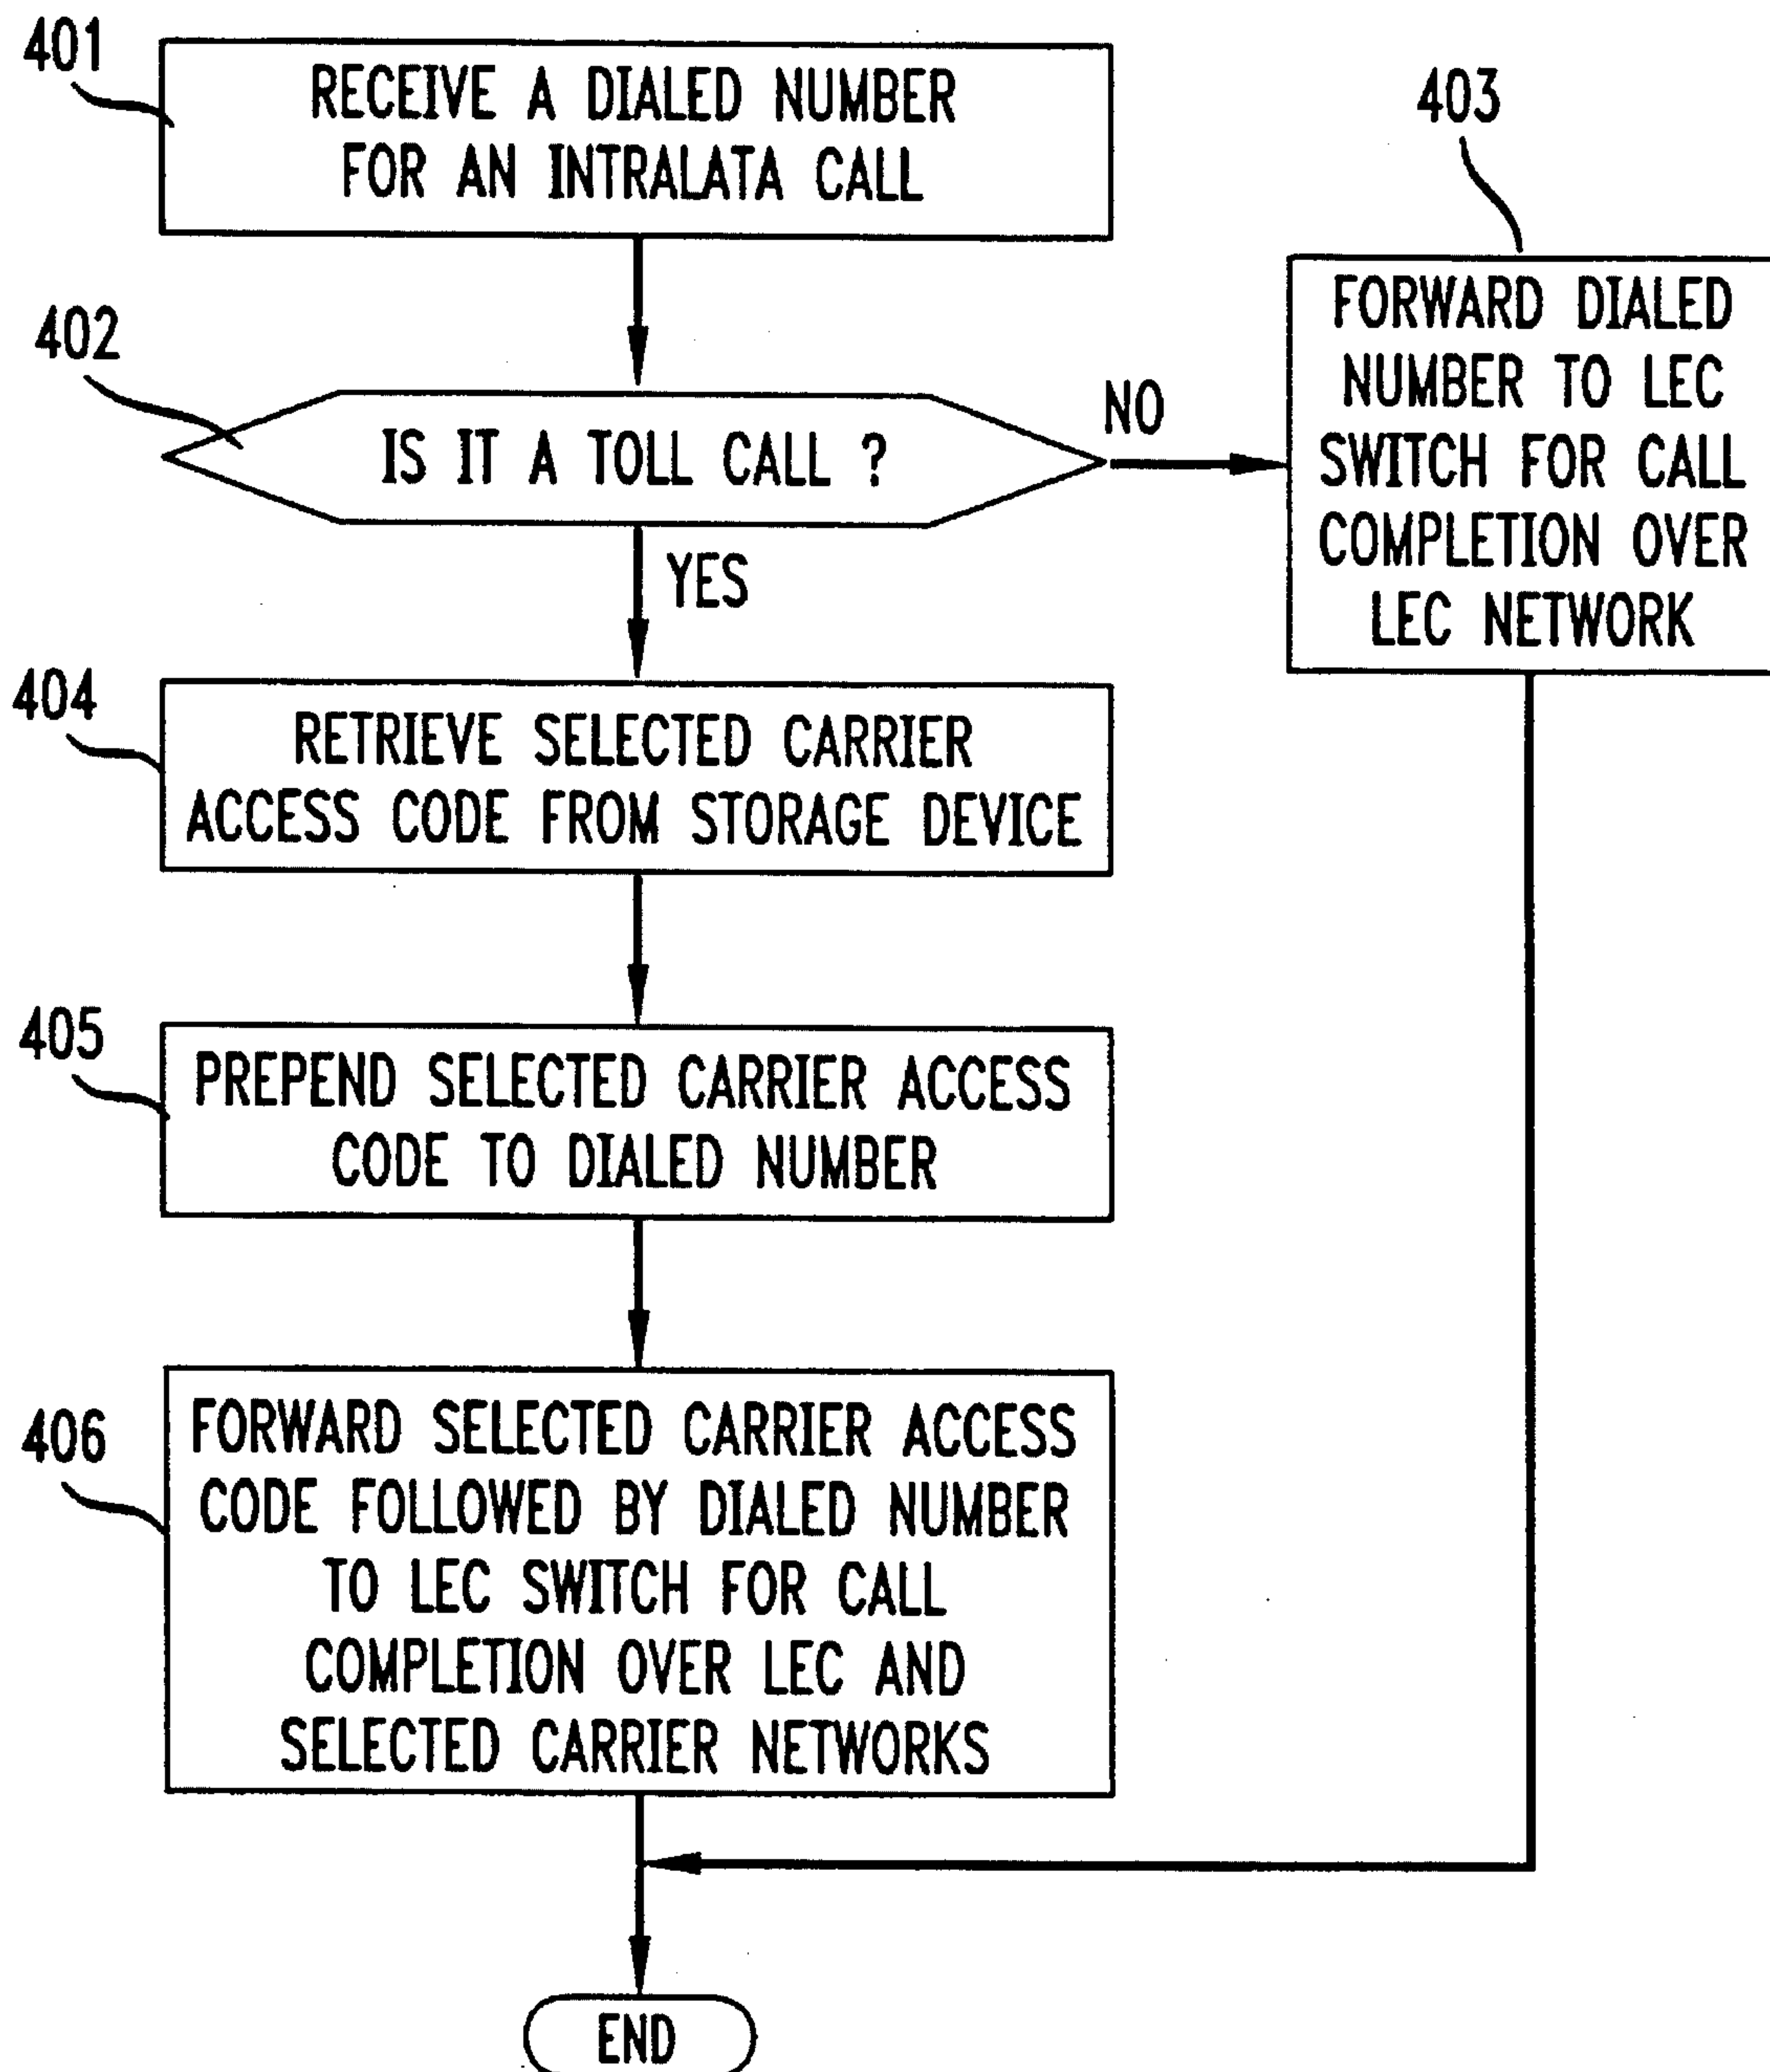 401
RECEIVE A DIALED NUMBER
FOR AN INTRALATA CALL
402
IS IT A TOLL CALL ?
NO
YES
403
FORWARD DIALED
NUMBER TO LEC
SWITCH FOR CALL
COMPLETION OVER
LEC NETWORK
404
RETRIEVE SELECTED CARRIER
ACCESS CODE FROM STORAGE DEVICE
405
PREPEND SELECTED CARRIER ACCESS
CODE TO DIALED NUMBER
406
FORWARD SELECTED CARRIER ACCESS
CODE FOLLOWED BY DIALED NUMBER
TO LEC SWITCH FOR CALL
COMPLETION OVER LEC AND
SELECTED CARRIER NETWORKS
END